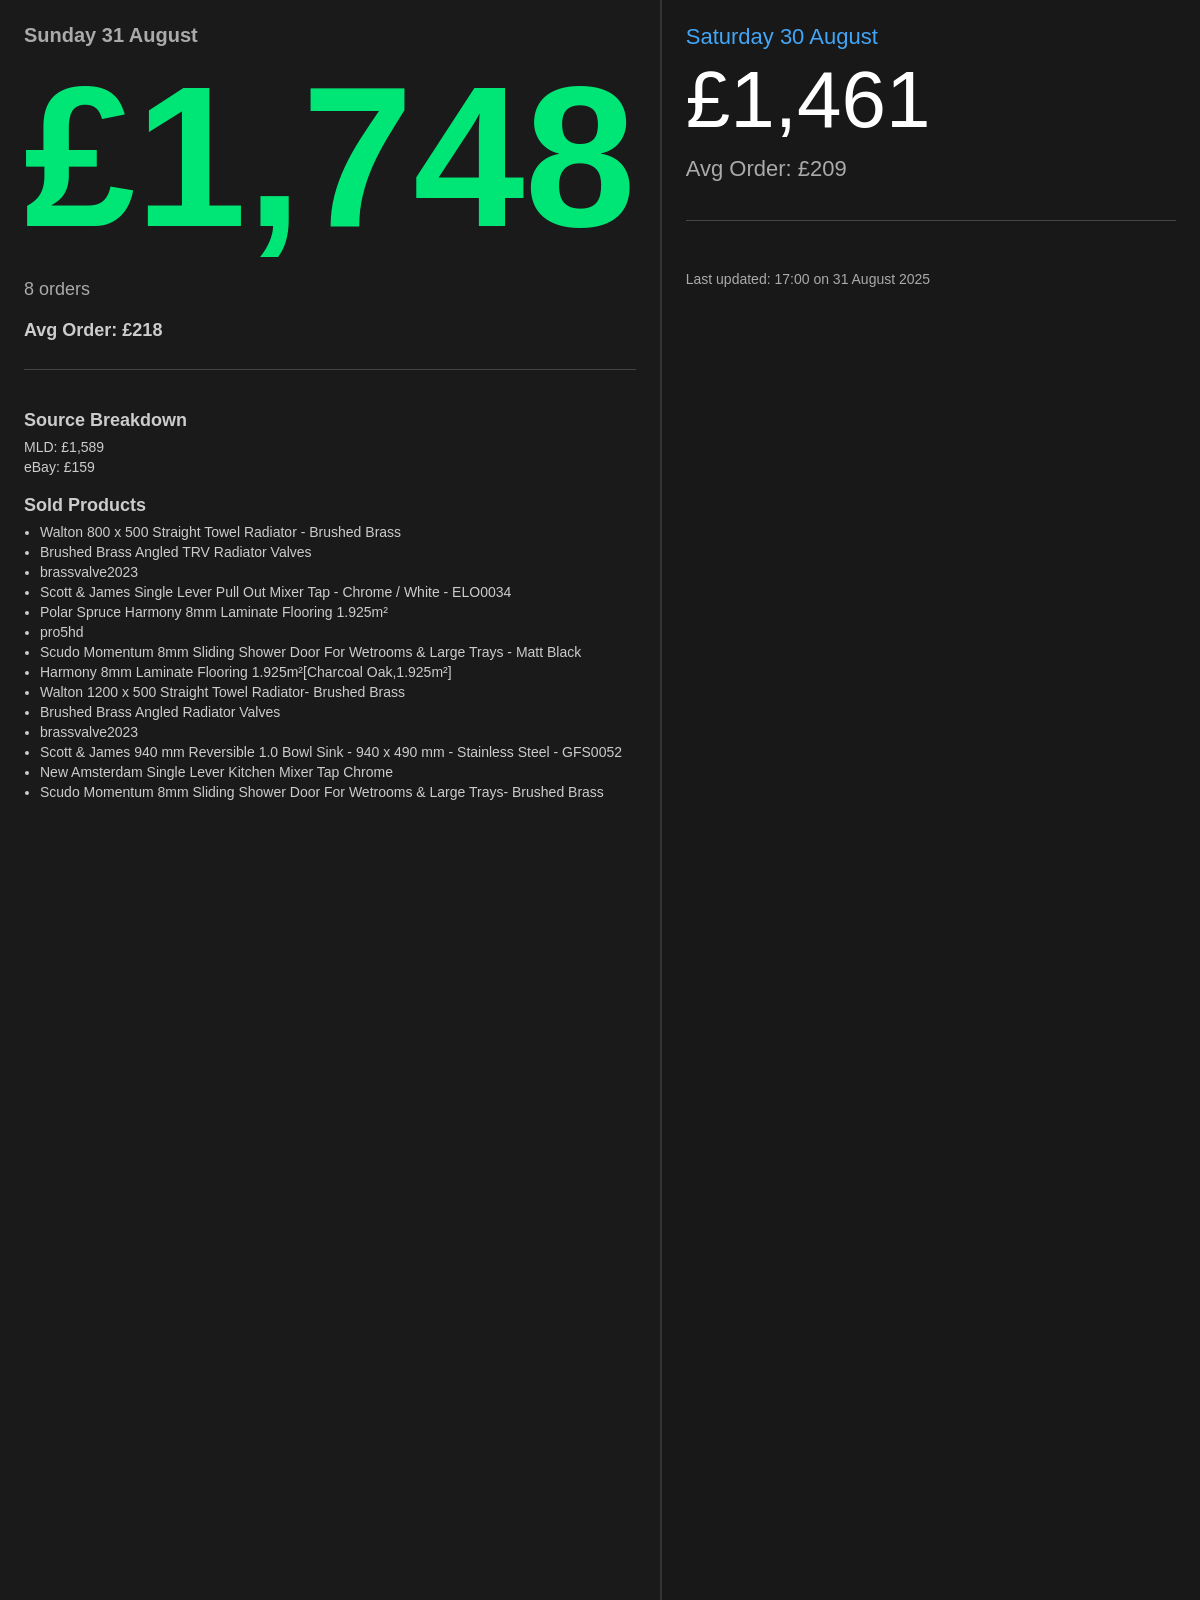 Sunday 31 August
£1,748
8 orders
Avg Order: £218
Source Breakdown
MLD: £1,589
eBay: £159
Sold Products
• Walton 800 x 500 Straight Towel Radiator - Brushed Brass
• Brushed Brass Angled TRV Radiator Valves
• brassvalve2023
• Scott & James Single Lever Pull Out Mixer Tap - Chrome / White - ELO0034
• Polar Spruce Harmony 8mm Laminate Flooring 1.925m²
• pro5hd
• Scudo Momentum 8mm Sliding Shower Door For Wetrooms & Large Trays - Matt Black
• Harmony 8mm Laminate Flooring 1.925m²[Charcoal Oak,1.925m²]
• Walton 1200 x 500 Straight Towel Radiator- Brushed Brass
• Brushed Brass Angled Radiator Valves
• brassvalve2023
• Scott & James 940 mm Reversible 1.0 Bowl Sink - 940 x 490 mm - Stainless Steel - GFS0052
• New Amsterdam Single Lever Kitchen Mixer Tap Chrome
• Scudo Momentum 8mm Sliding Shower Door For Wetrooms & Large Trays- Brushed Brass
Saturday 30 August
£1,461
Avg Order: £209
Last updated: 17:00 on 31 August 2025